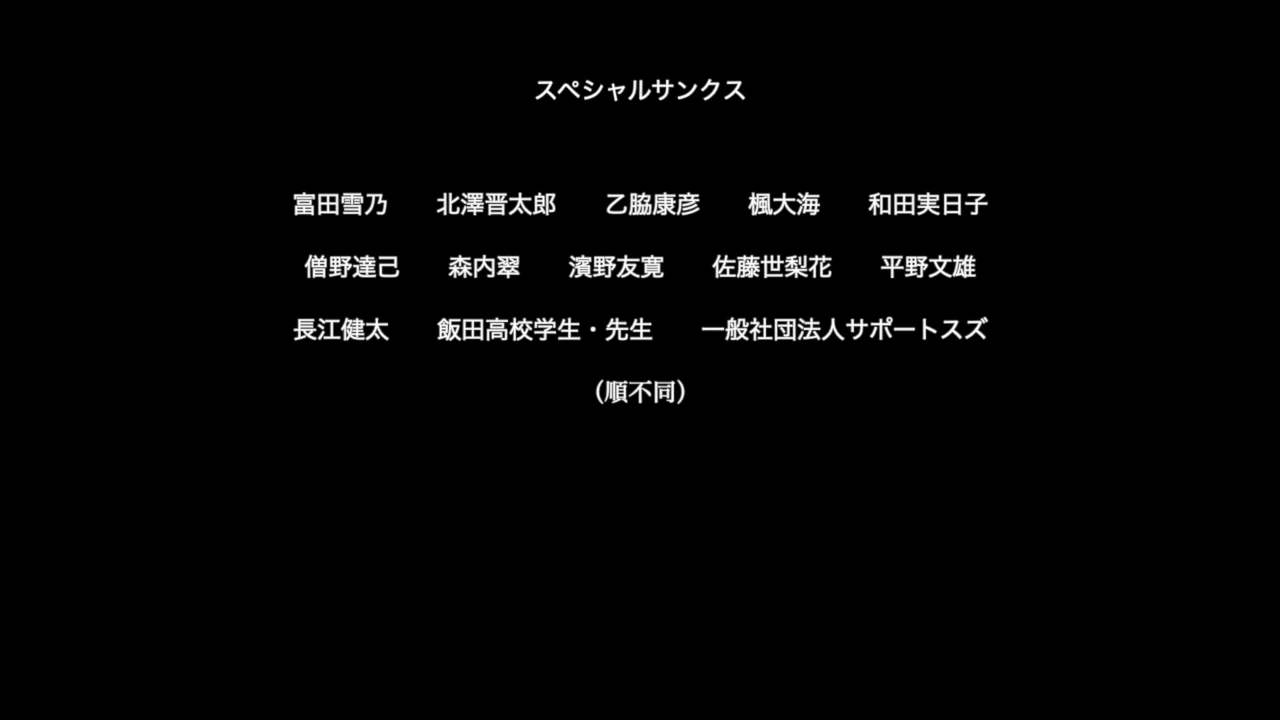 スペシャルサンクス
富田雪乃　　北澤晋太郎　　乙脇康彦　　楓大海　　和田実日子
僧野達己　　森内翠　　濱野友寛　　佐藤世梨花　　平野文雄
長江健太　　飯田高校学生・先生　　一般社団法人サポートスズ
（順不同）